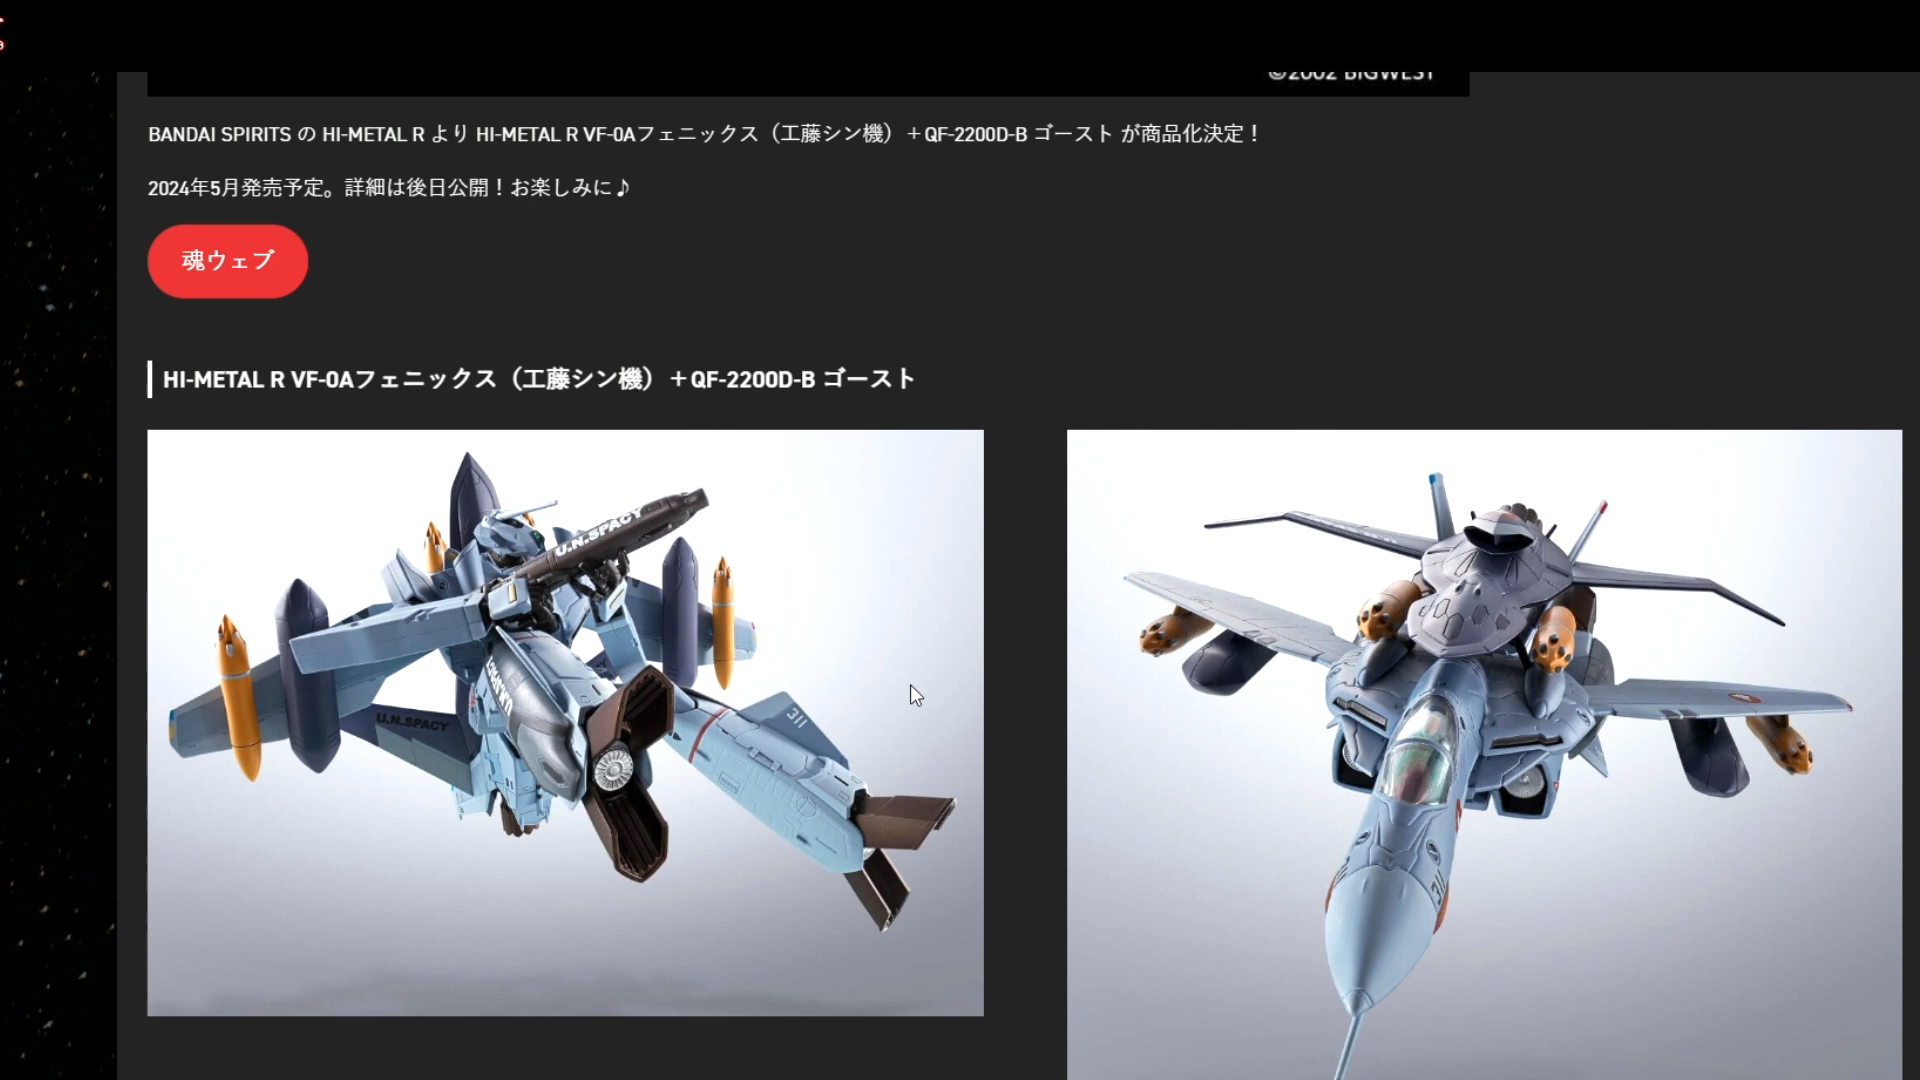 ©2002 BIGWEST
BANDAI SPIRITS の HI-METAL R より HI-METAL R VF-0Aフェニックス（工藤シン機）＋QF-2200D-B ゴースト が商品化決定！
2024年5月発売予定。詳細は後日公開！お楽しみに♪
魂ウェブ
HI-METAL R VF-0Aフェニックス（工藤シン機）＋QF-2200D-B ゴースト
U.N.SPACY
U.N.SPACY
311